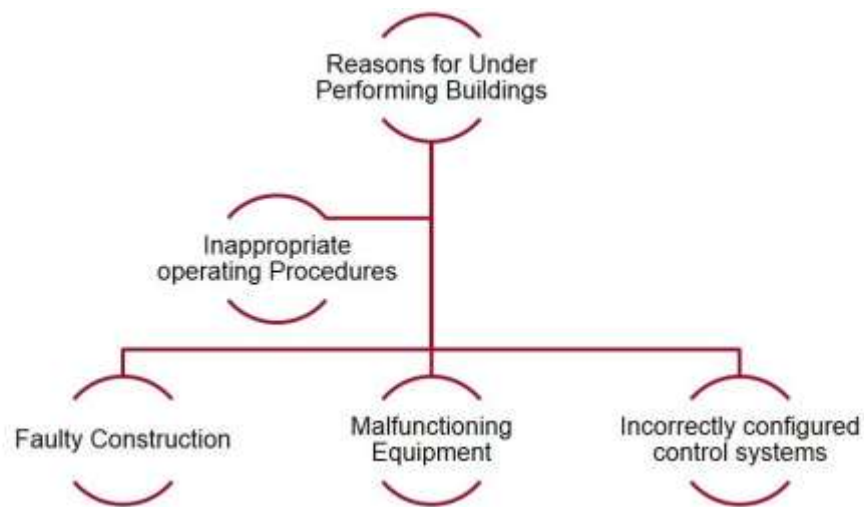 Reasons for Under
Performing Buildings
Inappropriate
operating Procedures
Faulty Construction
Malfunctioning
Equipment
Incorrectly configured
control systems